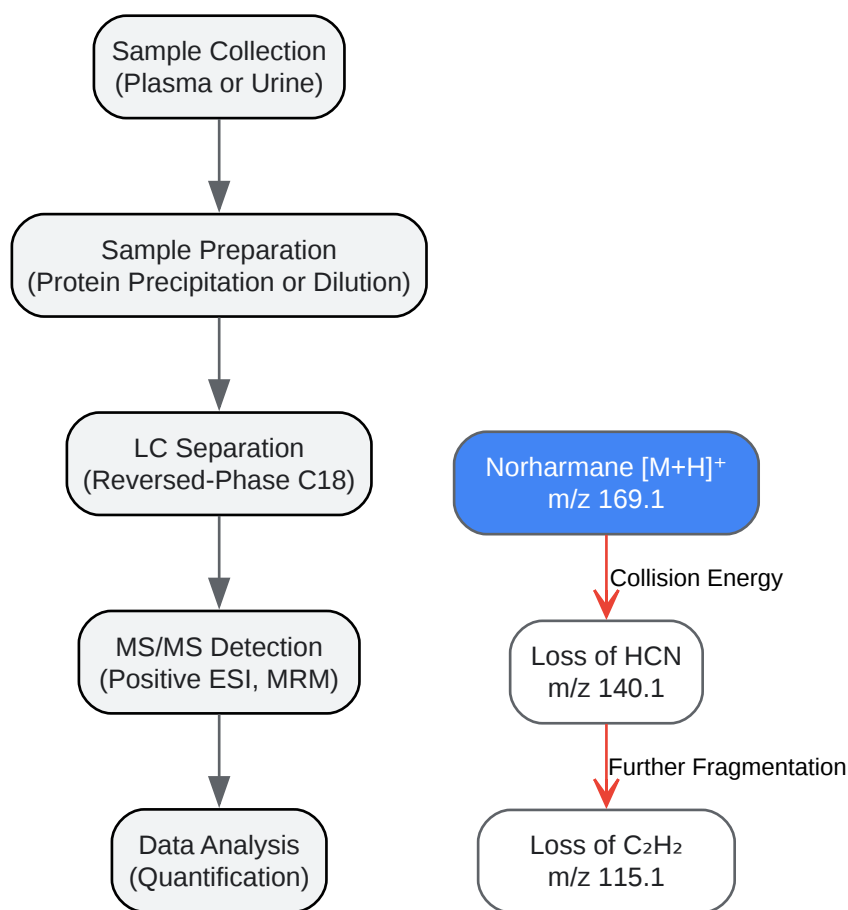 Sample Collection
(Plasma or Urine)
Sample Preparation
(Protein Precipitation or Dilution)
LC Separation
(Reversed-Phase C18)
MS/MS Detection
(Positive ESI, MRM)
Data Analysis
(Quantification)
Norharmane [M+H]⁺
m/z 169.1
Collision Energy
Loss of HCN
m/z 140.1
Further Fragmentation
Loss of C₂H₂
m/z 115.1